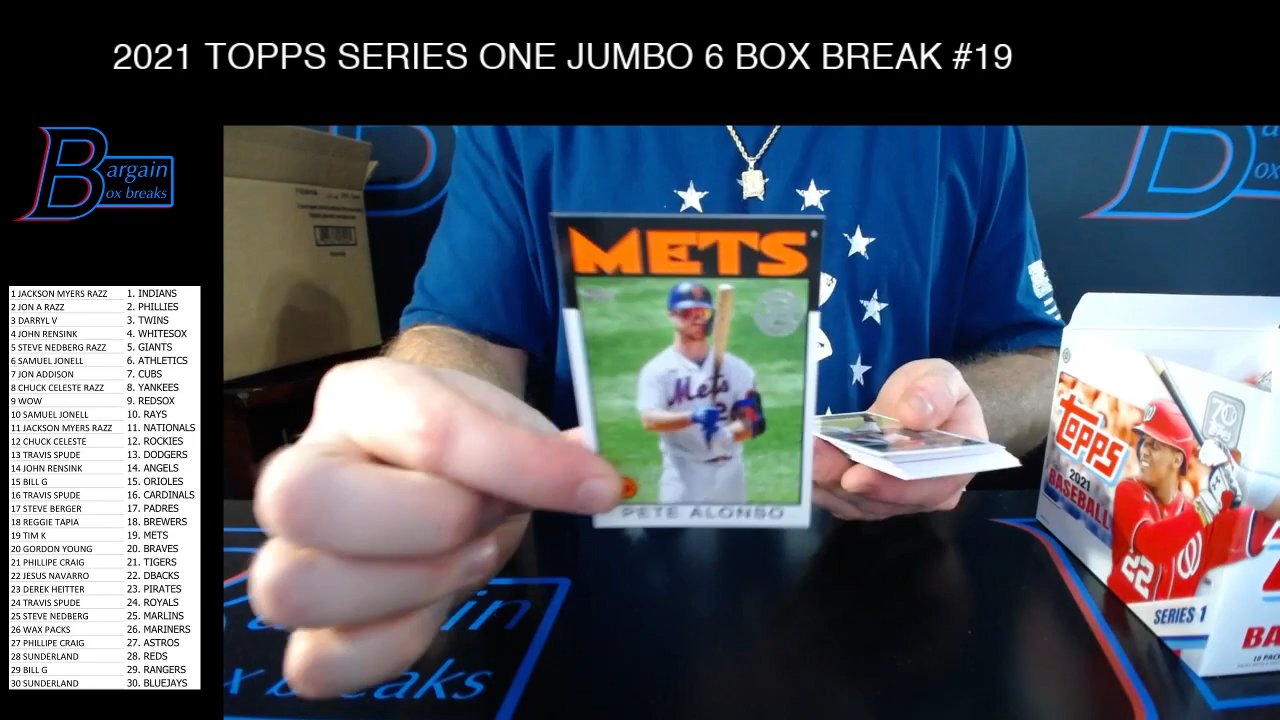 2021 TOPPS SERIES ONE JUMBO 6 BOX BREAK #19
Bargain
ox breaks
1 JACKSON MYERS RAZZ 1. INDIANS
2 JON A RAZZ 2. PHILLIES
3 DARRYL V 3. TWINS
4 JOHN RENSINK 4. WHITESOX
5 STEVE NEDBERG RAZZ 5. GIANTS
6 SAMUEL JONELL 6. ATHLETICS
7 JON ADDISON 7. CUBS
8 CHUCK CELESTE RAZZ 8. YANKEES
9 WOW 9. REDSOX
10 SAMUEL JONELL 10. RAYS
11 JACKSON MYERS RAZZ 11. NATIONALS
12 CHUCK CELESTE 12. ROCKIES
13 TRAVIS SPUDE 13. DODGERS
14 JOHN RENSINK 14. ANGELS
15 BILL G 15. ORIOLES
16 TRAVIS SPUDE 16. CARDINALS
17 STEVE BERGER 17. PADRES
18 REGGIE TAPIA 18. BREWERS
19 TIM K 19. METS
20 GORDON YOUNG 20. BRAVES
21 PHILLIPE CRAIG 21. TIGERS
22 JESUS NAVARRO 22. DBACKS
23 DEREK HEITTER 23. PIRATES
24 TRAVIS SPUDE 24. ROYALS
25 STEVE NEDBERG 25. MARLINS
26 WAX PACKS 26. MARINERS
27 PHILLIPE CRAIG 27. ASTROS
28 SUNDERLAND 28. REDS
29 BILL G 29. RANGERS
30 SUNDERLAND 30. BLUEJAYS
METS
Mets
PETE ALONSO
TOPPS
2021
BASEBALL
70
22
SERIES 1
BA
in
x breaks